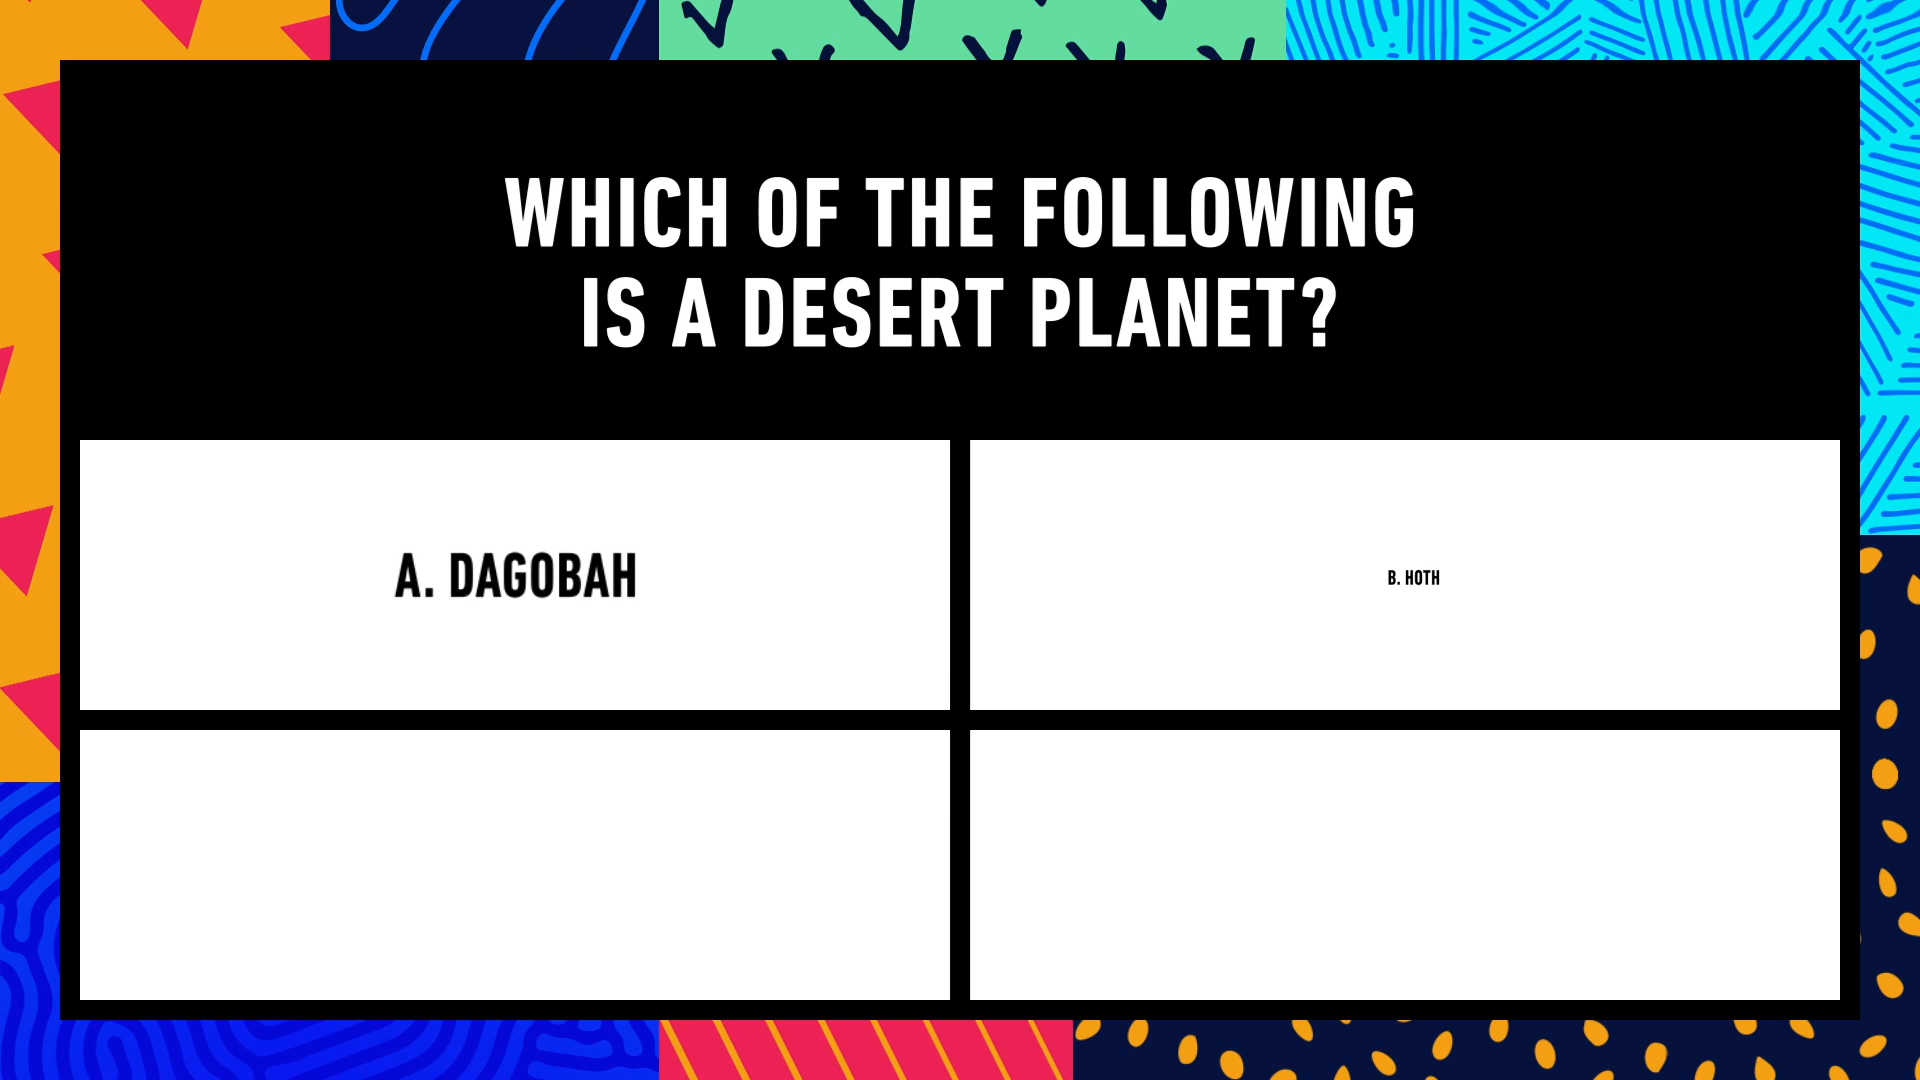 WHICH OF THE FOLLOWING
IS A DESERT PLANET?
A. DAGOBAH
B. HOTH